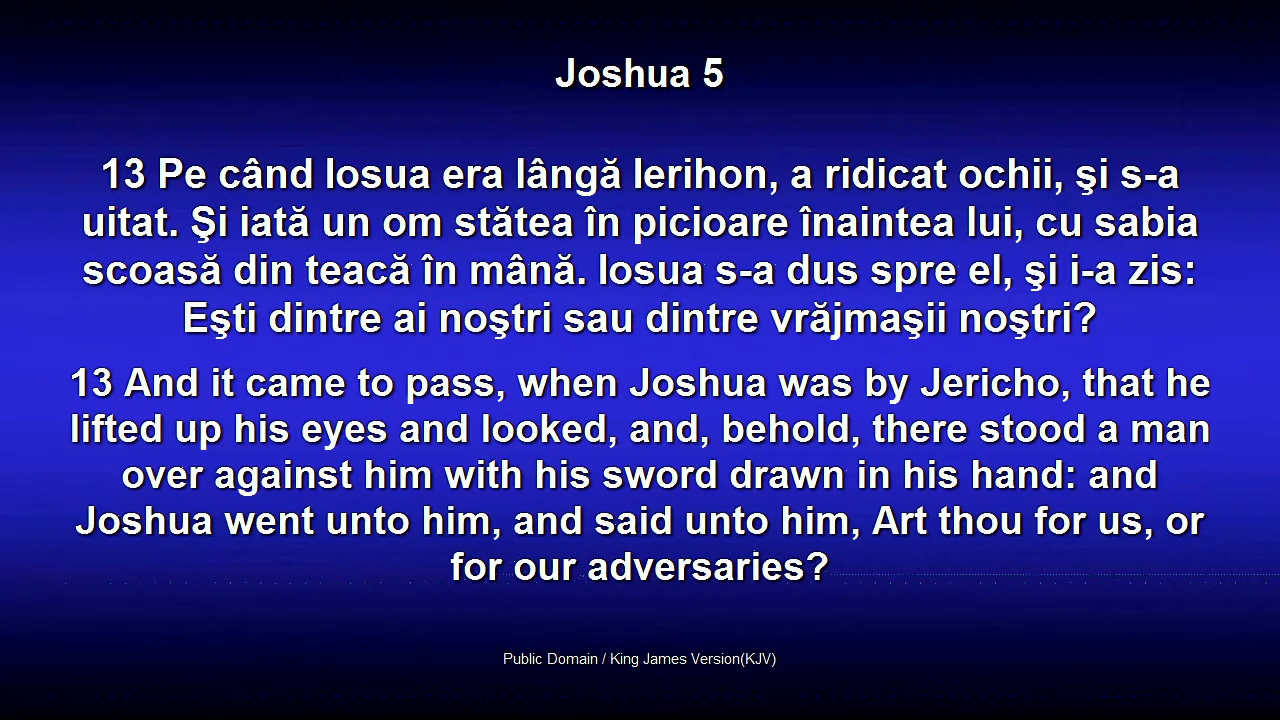 Joshua 5
13 Pe când Iosua era lângă Ierihon, a ridicat ochii, şi s-a
uitat. Şi iată un om stătea în picioare înaintea lui, cu sabia
scoasă din teacă în mână. Iosua s-a dus spre el, şi i-a zis:
Eşti dintre ai noştri sau dintre vrăjmaşii noştri?
13 And it came to pass, when Joshua was by Jericho, that he
lifted up his eyes and looked, and, behold, there stood a man
over against him with his sword drawn in his hand: and
Joshua went unto him, and said unto him, Art thou for us, or
for our adversaries?
Public Domain / King James Version(KJV)